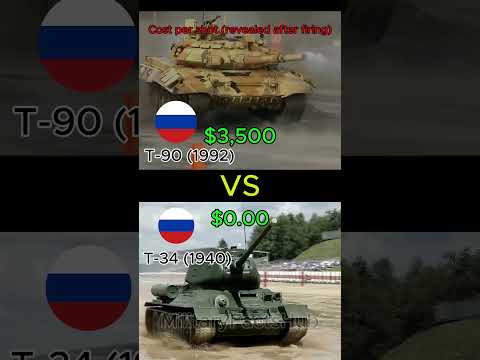 Cost per shot (revealed after firing)
T-90 (1
$3,500
T-90 (1992)
VS
$0.00
T-34 (1940)
MilitaryFactsHub
T-34 (1